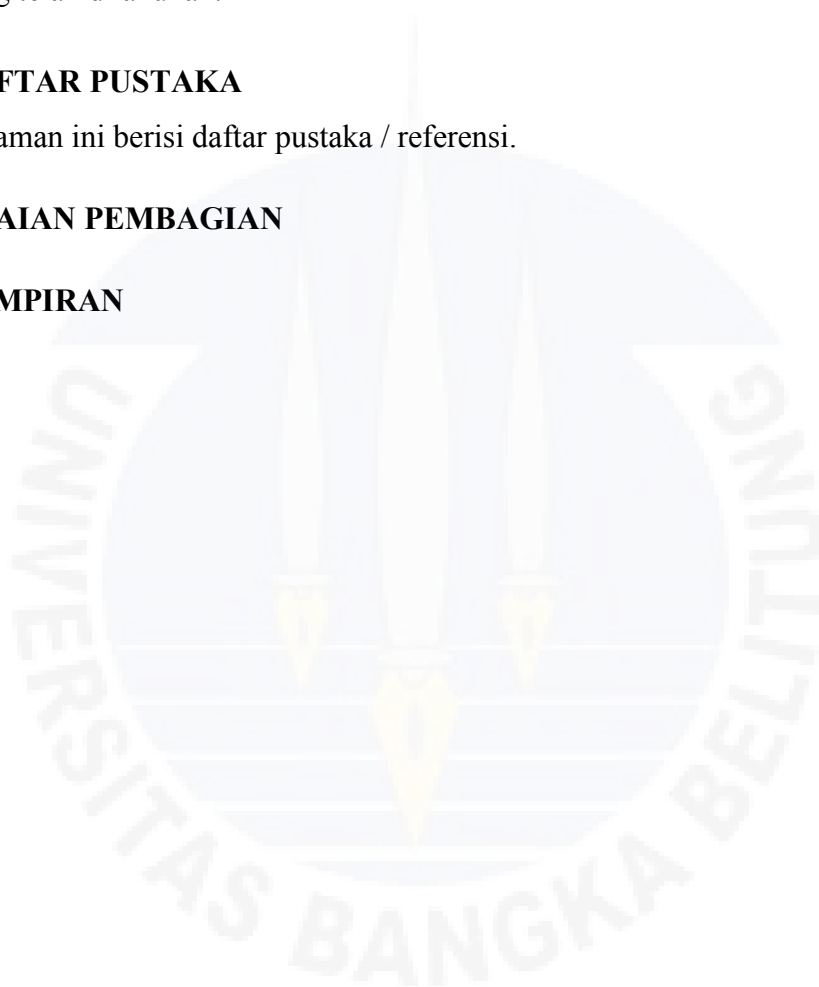 FTAR PUSTAKA
aman ini berisi daftar pustaka / referensi.
AIAN PEMBAGIAN
MPIRAN
UNIVERSITAS BANGKA BELITUNG